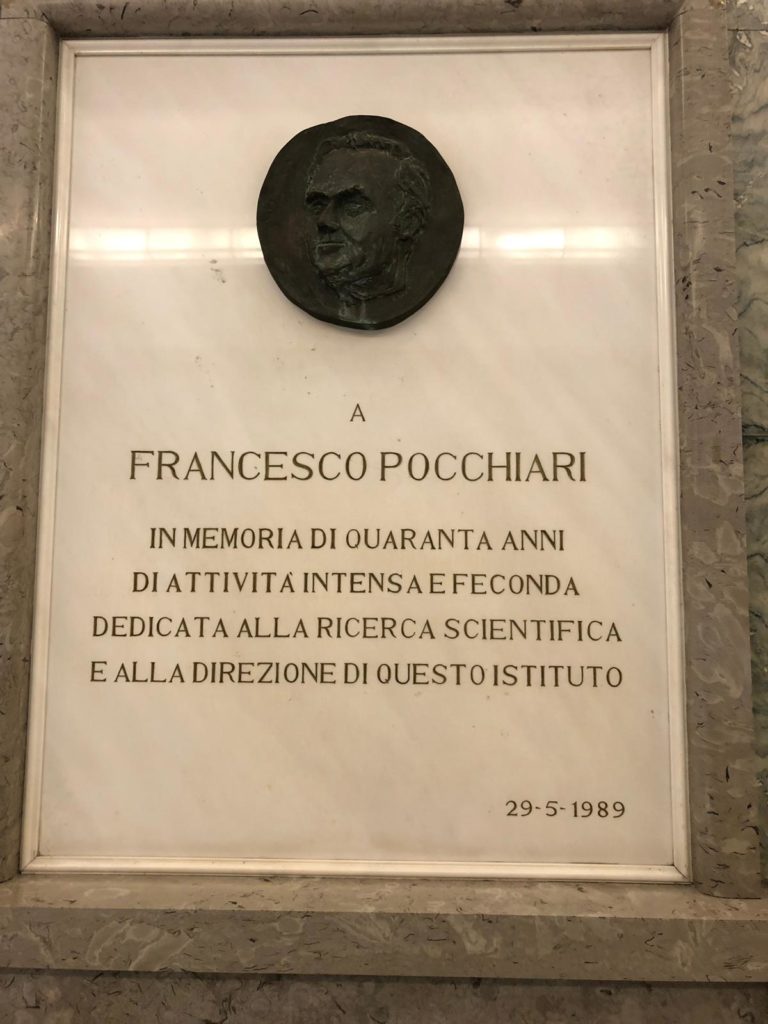 A
FRANCESCO POCCHIARI
IN MEMORIA DI QUARANTA ANNI
DI ATTIVITÀ INTENSA E FECONDA
DEDICATA ALLA RICERCA SCIENTIFICA
E ALLA DIREZIONE DI QUESTO ISTITUTO
29-5-1989